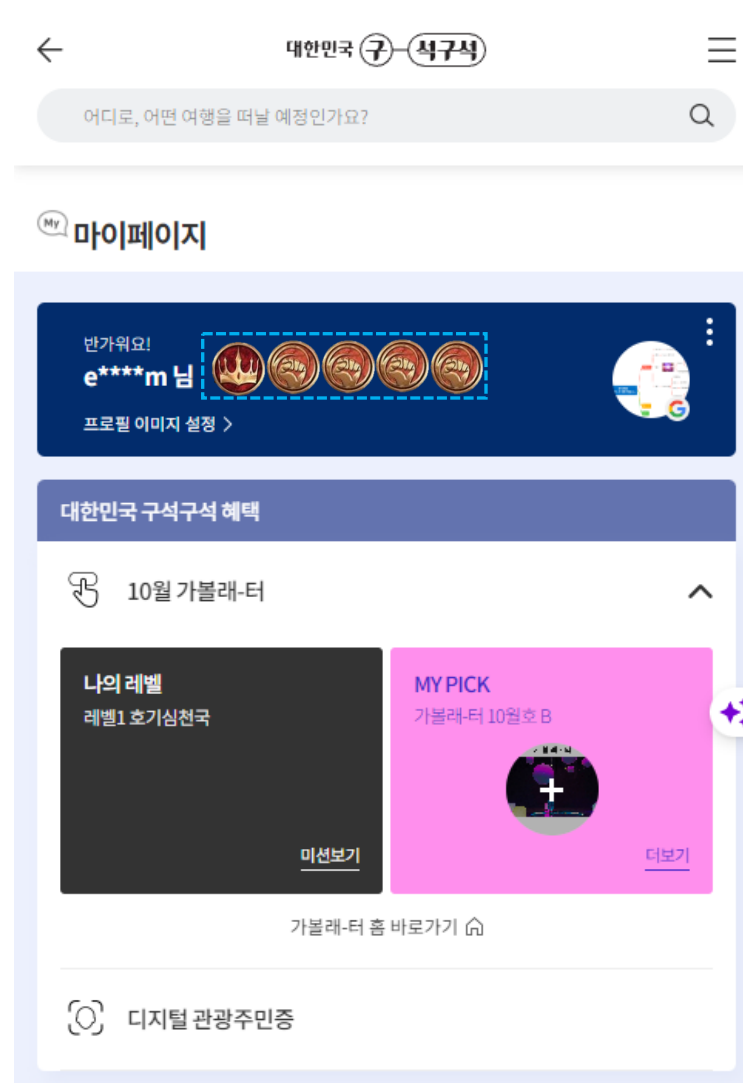 대한민국 구석구석
어디로, 어떤 여행을 떠날 예정인가요?
My 마이페이지
반가워요!
e****m 님
프로필 이미지 설정 >
대한민국 구석구석 혜택
10월 가볼래-터
나의 레벨
레벨1 호기심천국
미션보기
MY PICK
가볼래-터 10월호 B
더보기
가볼래-터 홈 바로가기
디지털 관광주민증